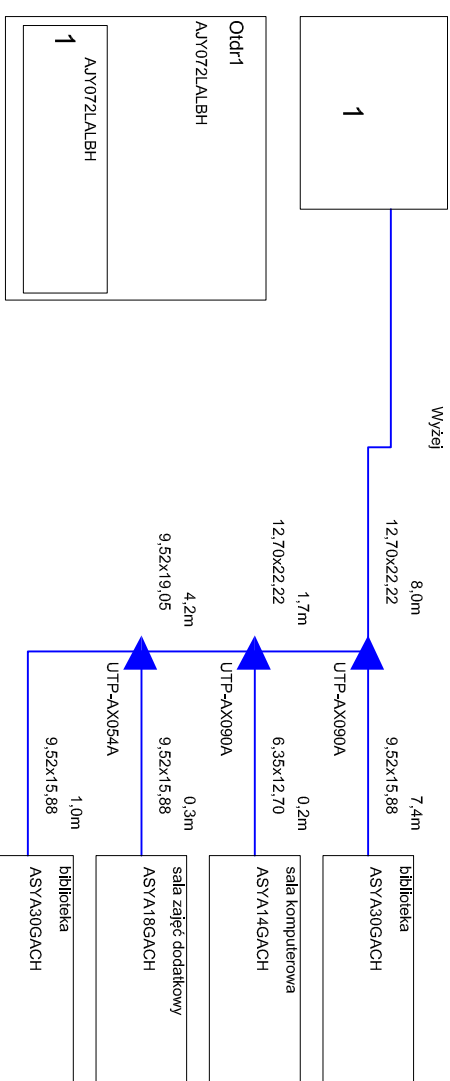 1
Otdr1
AJY072LALBH
1
AJY072LALBH
Wyżej
8,0m
12,70x22,22
UTP-AX090A
7,4m
9,52x15,88
biblioteka
ASYA30GACH
1,7m
12,70x22,22
UTP-AX090A
0,2m
6,35x12,70
sala komputerowa
ASYA14GACH
4,2m
9,52x19,05
UTP-AX054A
0,3m
9,52x15,88
sala zajęć dodatkowy
ASYA18GACH
1,0m
9,52x15,88
biblioteka
ASYA30GACH